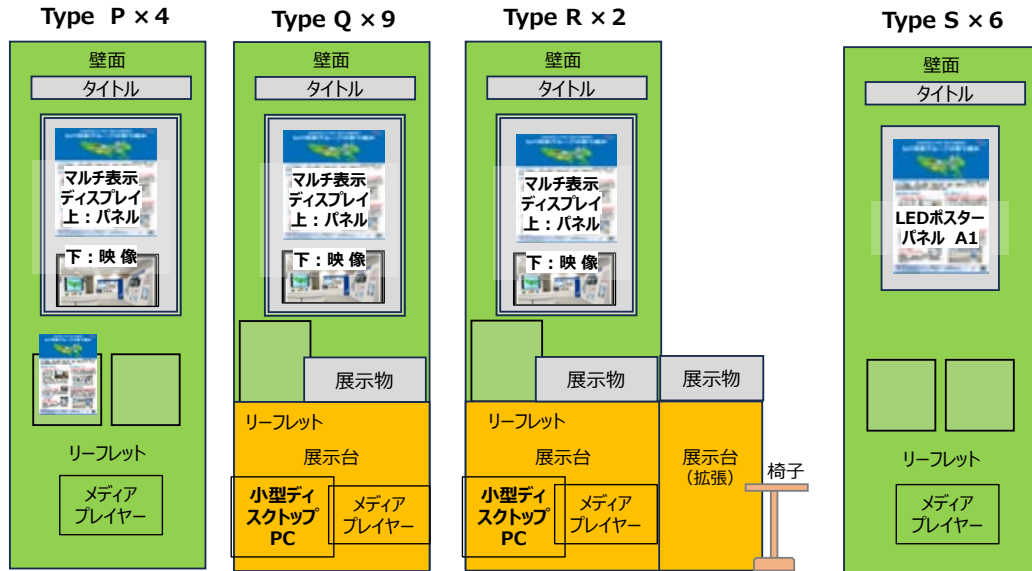 Type P × 4
壁面
タイトル
マルチ表示
ディスプレイ
上：パネル
下：映 像
リーフレット
メディア
プレイヤー
Type Q × 9
壁面
タイトル
マルチ表示
ディスプレイ
上：パネル
下：映 像
展示物
リーフレット
展示台
小型ディ
スクトップ
PC
メディア
プレイヤー
Type R × 2
壁面
タイトル
マルチ表示
ディスプレイ
上：パネル
下：映 像
展示物
展示物
リーフレット
展示台
展示台
（拡張）
小型ディ
スクトップ
PC
メディア
プレイヤー
椅子
Type S × 6
壁面
タイトル
LEDポスター
パネル A1
リーフレット
メディア
プレイヤー